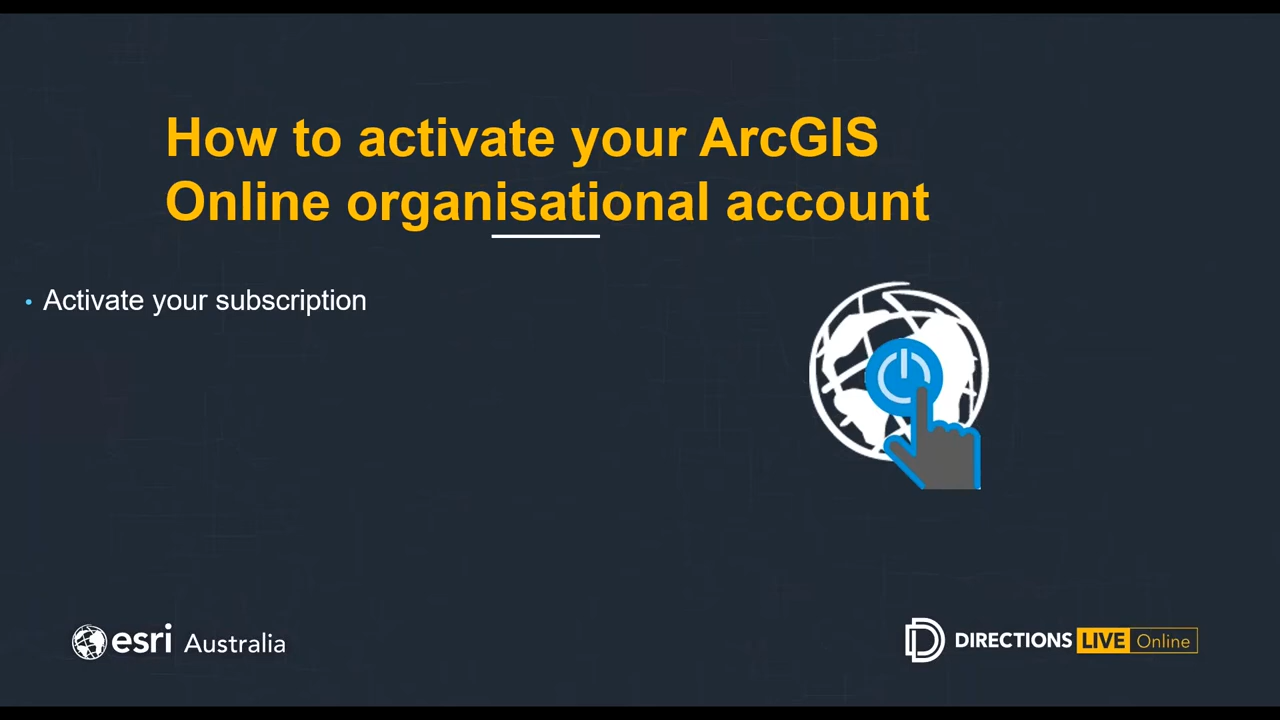 How to activate your ArcGIS
Online organisational account
• Activate your subscription
esri Australia
DIRECTIONS LIVE Online